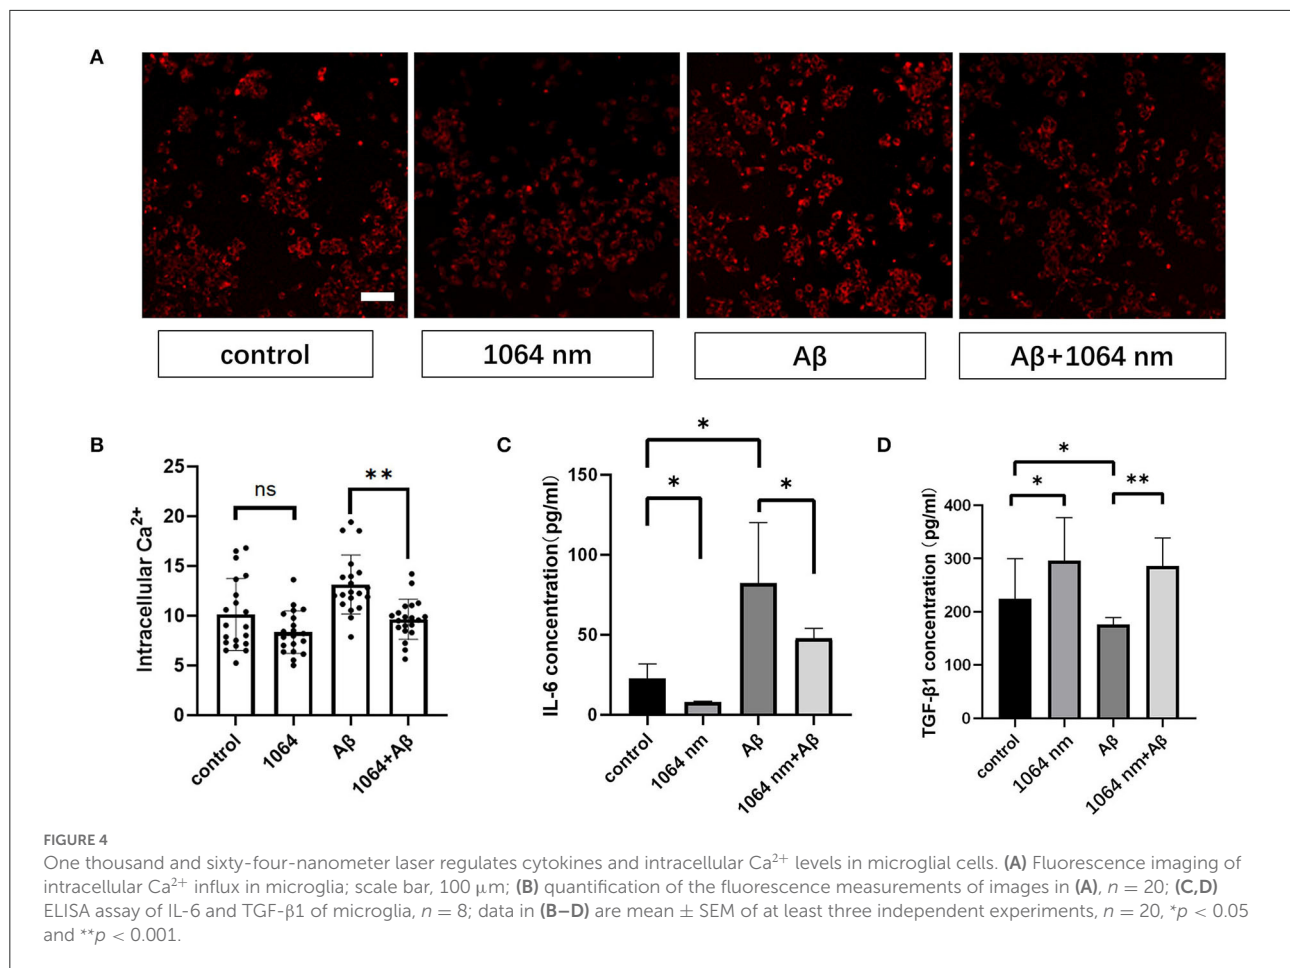 A
control
1064 nm
Aβ
Aβ+1064 nm
B
Intracellular Ca²⁺
25
20
15
10
5
0
ns
**
control
1064
Aβ
1064+Aβ
C
IL-6 concentration(pg/ml)
150
100
50
0
*
*
*
control
1064 nm
Aβ
1064 nm+Aβ
D
TGF-β1 concentration (pg/ml)
400
300
200
100
0
*
*
**
control
1064 nm
Aβ
1064 nm+Aβ
FIGURE 4
One thousand and sixty-four-nanometer laser regulates cytokines and intracellular Ca²⁺ levels in microglial cells. (A) Fluorescence imaging of
intracellular Ca²⁺ influx in microglia; scale bar, 100 μm; (B) quantification of the fluorescence measurements of images in (A), n = 20; (C,D)
ELISA assay of IL-6 and TGF-β1 of microglia, n = 8; data in (B–D) are mean ± SEM of at least three independent experiments, n = 20, *p < 0.05
and **p < 0.001.